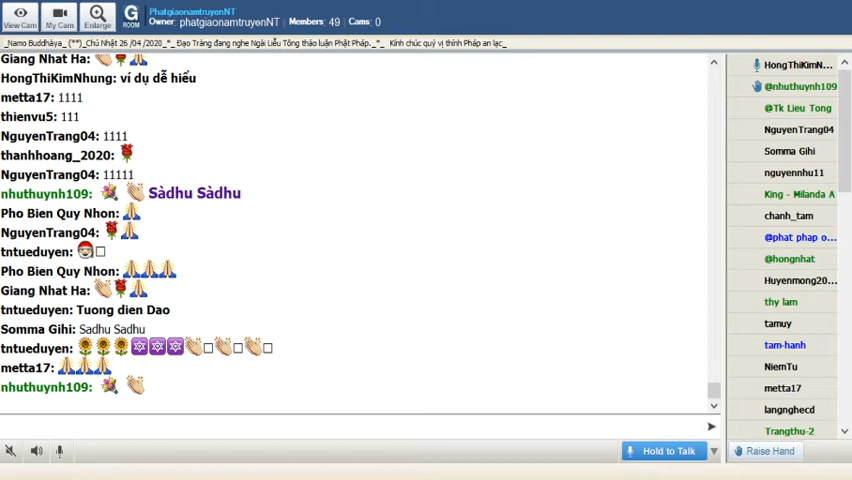 View Cam
My Cam
Enlarge
G
ROOM
PhatgiaonamtruyenNT
Owner: phatgiaonamtruyenNT Members: 49 Cams: 0
_Namo Buddhàya_ (**)_Chủ Nhật 26 /04 /2020_*_ Đạo Tràng đang nghe Ngài Liễu Tông thảo luận Phật Pháp._*_ Kính chúc quý vị thính Pháp an lạc_
Giang Nhat Ha: 👏🌹🙏
HongThiKimNhung: ví dụ dễ hiểu
metta17: 1111
thienvu5: 111
NguyenTrang04: 1111
thanhhoang_2020: 🌹
NguyenTrang04: 11111
nhuthuynh109: 💐 👏 Sàdhu Sàdhu
Pho Bien Quy Nhon: 🙏
NguyenTrang04: 🌹🙏
tntueduyen: 🎅□
Pho Bien Quy Nhon: 🙏🙏🙏
Giang Nhat Ha: 👏🌹🙏
tntueduyen: Tuong dien Dao
Somma Gihi: Sadhu Sadhu
tntueduyen: 🌻🌻🌻🔯🔯🔯👏□👏□👏□
metta17: 🙏🙏🙏
nhuthuynh109: 💐 👏
Hold to Talk
HongThiKimN...
@nhuthuynh109
@Tk Lieu Tong
NguyenTrang04
Somma Gihi
nguyennhu11
King - Milanda A
chanh_tam
@phat phap o...
@hongnhat
Huyenmong20...
thy lam
tamuy
tam-hanh
NiemTu
metta17
langnghecd
Trangthu-2
Raise Hand